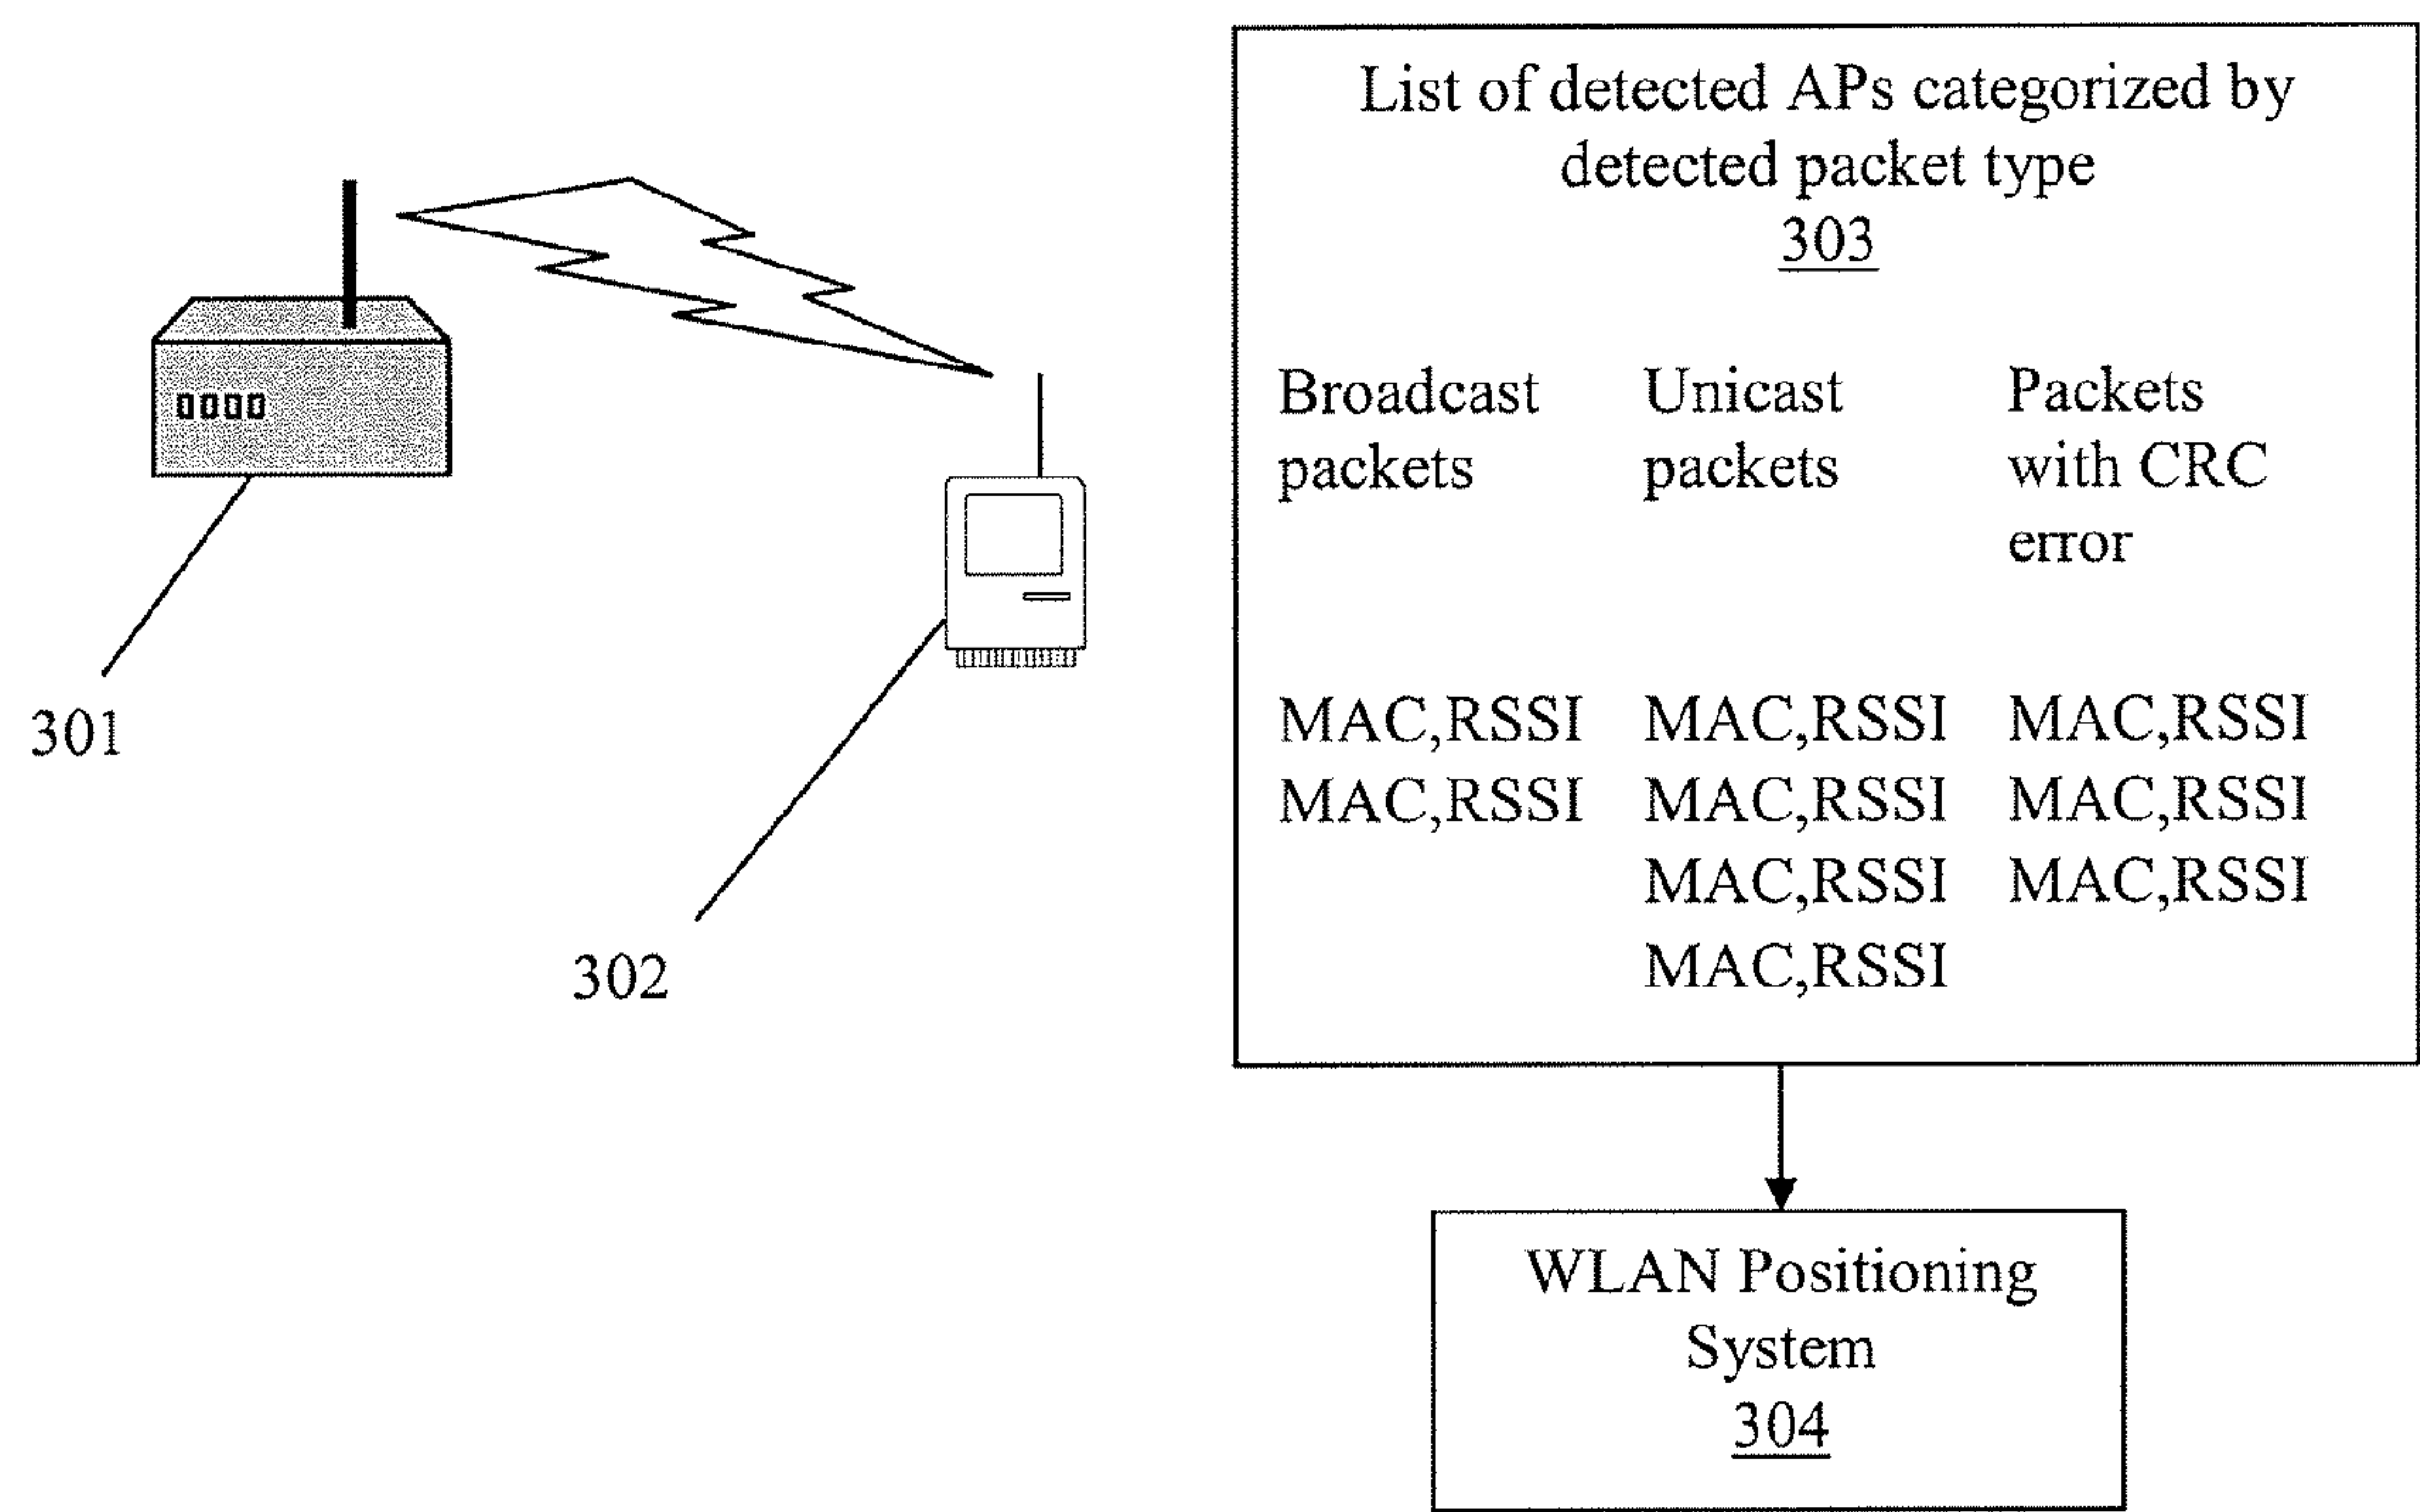 List of detected APs categorized by
detected packet type
303
Broadcast packets
Unicast packets
Packets with CRC error
MAC,RSSI MAC,RSSI MAC,RSSI
MAC,RSSI MAC,RSSI MAC,RSSI
MAC,RSSI MAC,RSSI
MAC,RSSI
301
302
WLAN Positioning
System
304